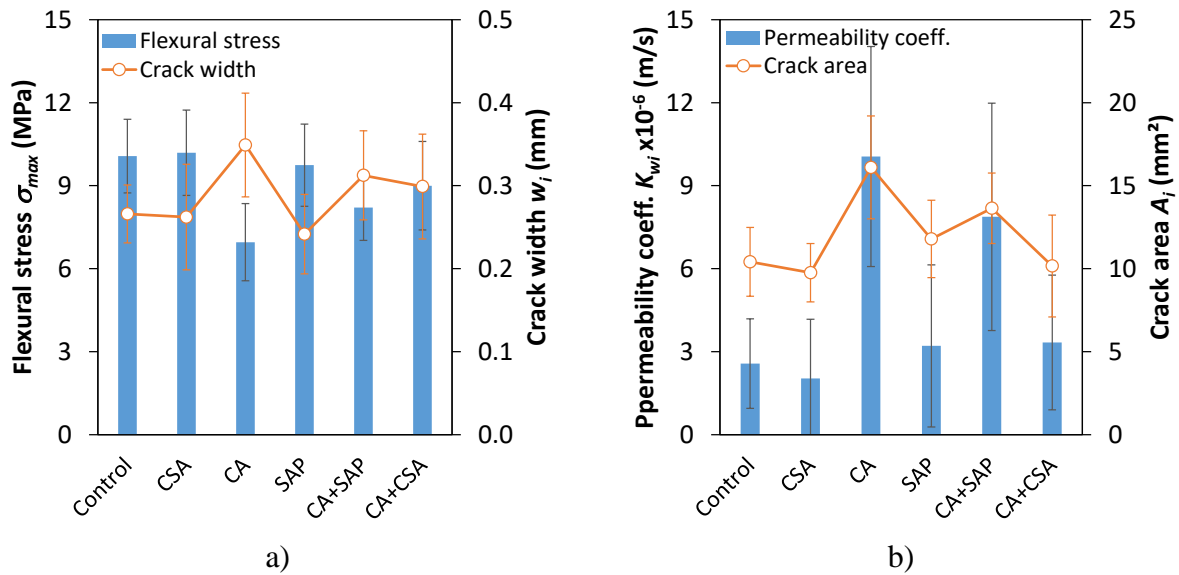 Flexural stress σmax (MPa)
15
12
9
6
3
0
Flexural stress
Crack width
0.5
0.4
0.3
0.2
0.1
0.0
Crack width wi (mm)
Control
CSA
CA
SAP
CA+SAP
CA+CSA
a)
Ppermeability coeff. Kwi x10-6 (m/s)
15
12
9
6
3
0
Permeability coeff.
Crack area
25
20
15
10
5
0
Crack area Ai (mm²)
Control
CSA
CA
SAP
CA+SAP
CA+CSA
b)